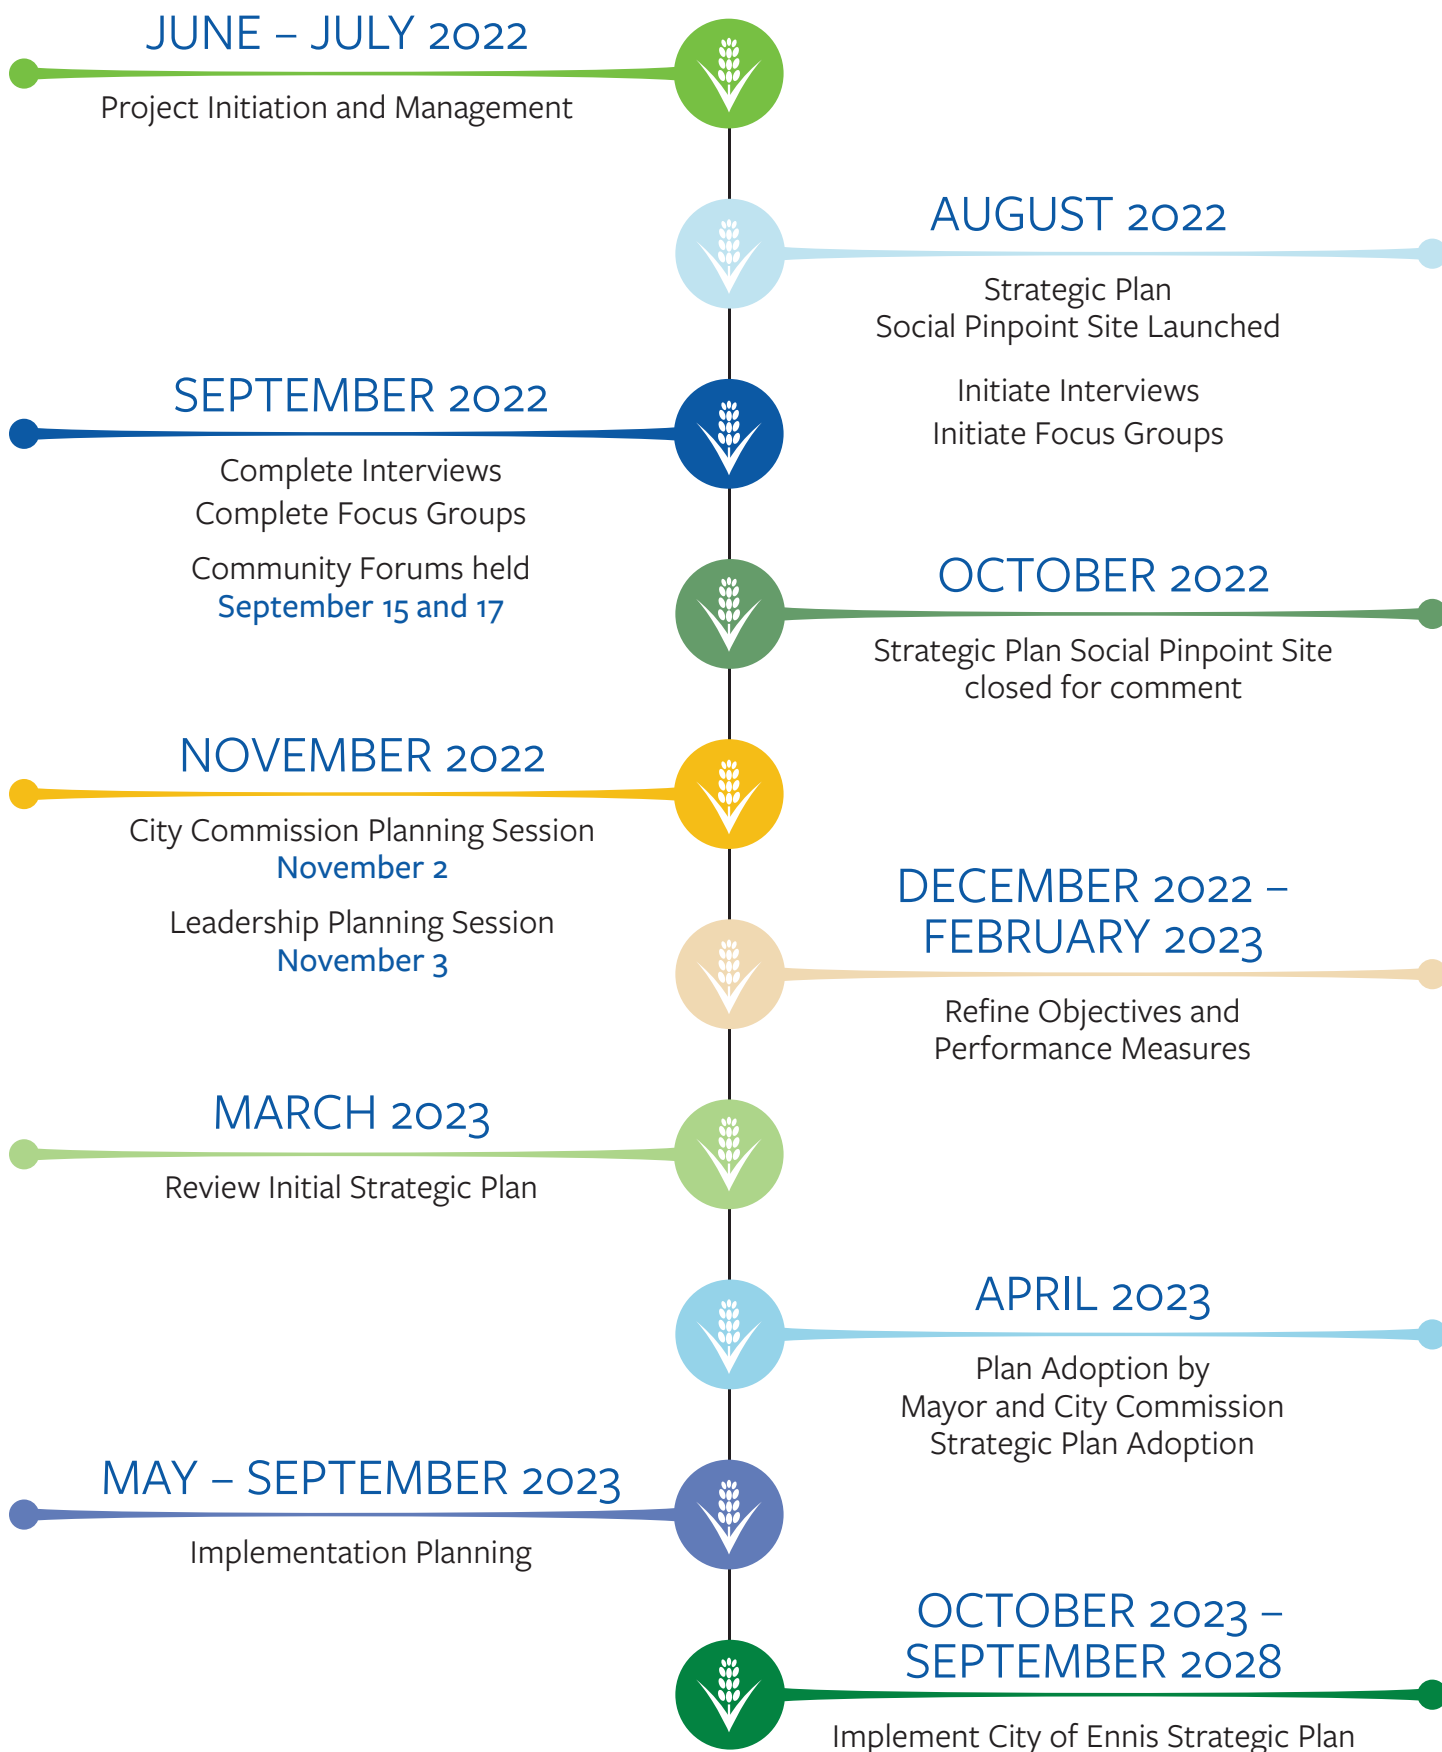 JUNE – JULY 2022
Project Initiation and Management
AUGUST 2022
Strategic Plan
Social Pinpoint Site Launched
Initiate Interviews
Initiate Focus Groups
SEPTEMBER 2022
Complete Interviews
Complete Focus Groups
Community Forums held
September 15 and 17
OCTOBER 2022
Strategic Plan Social Pinpoint Site
closed for comment
NOVEMBER 2022
City Commission Planning Session
November 2
Leadership Planning Session
November 3
DECEMBER 2022 –
FEBRUARY 2023
Refine Objectives and
Performance Measures
MARCH 2023
Review Initial Strategic Plan
APRIL 2023
Plan Adoption by
Mayor and City Commission
Strategic Plan Adoption
MAY – SEPTEMBER 2023
Implementation Planning
OCTOBER 2023 –
SEPTEMBER 2028
Implement City of Ennis Strategic Plan